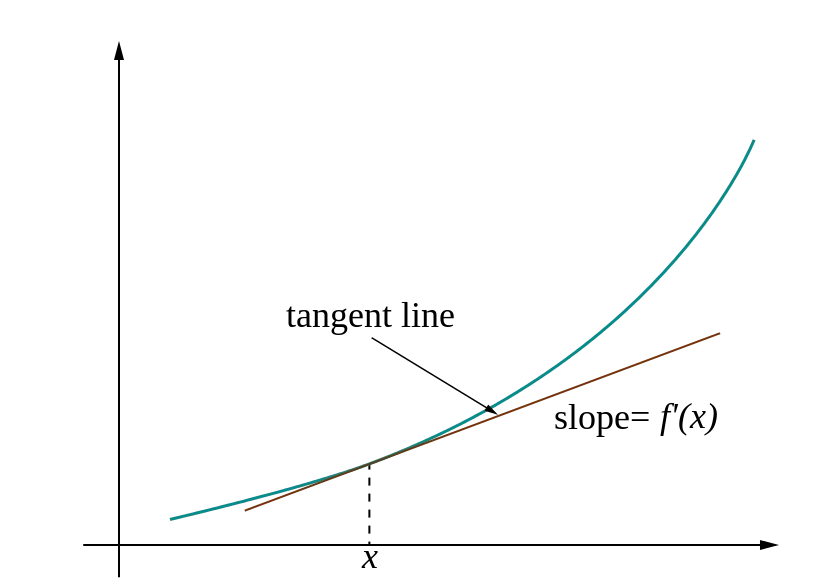 tangent line
slope= f'(x)
x